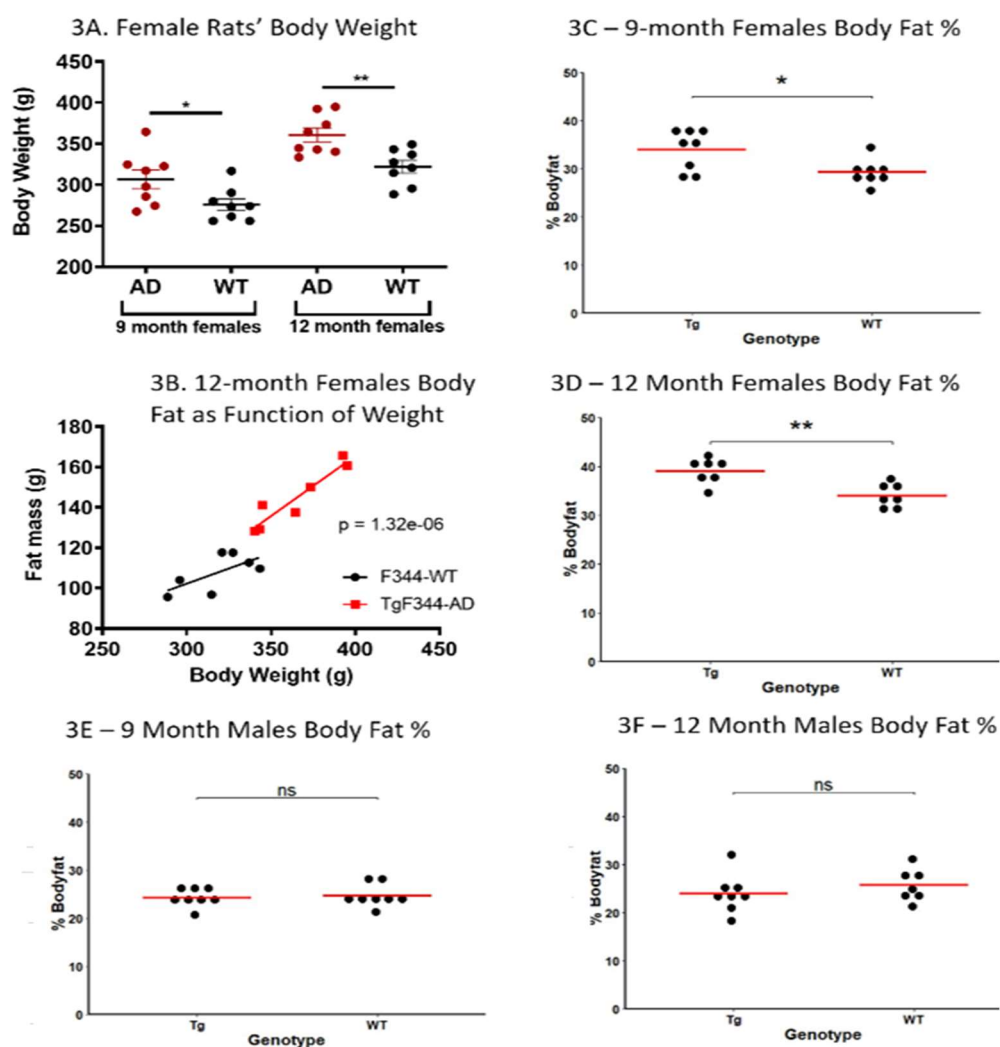 3A. Female Rats' Body Weight
Body Weight (g)
450
400
350
300
250
200
*
**
AD WT AD WT
9 month females 12 month females
3C – 9-month Females Body Fat %
% Bodyfat
50
40
30
20
10
0
*
Tg WT
Genotype
3B. 12-month Females Body
Fat as Function of Weight
Fat mass (g)
180
160
140
120
100
80
p = 1.32e-06
F344-WT
TgF344-AD
250 300 350 400 450
Body Weight (g)
3D – 12 Month Females Body Fat %
% Bodyfat
50
40
30
20
10
0
**
Tg WT
Genotype
3E – 9 Month Males Body Fat %
% Bodyfat
50
40
30
20
10
0
ns
Tg WT
Genotype
3F – 12 Month Males Body Fat %
% Bodyfat
50
40
30
20
10
0
ns
Tg WT
Genotype